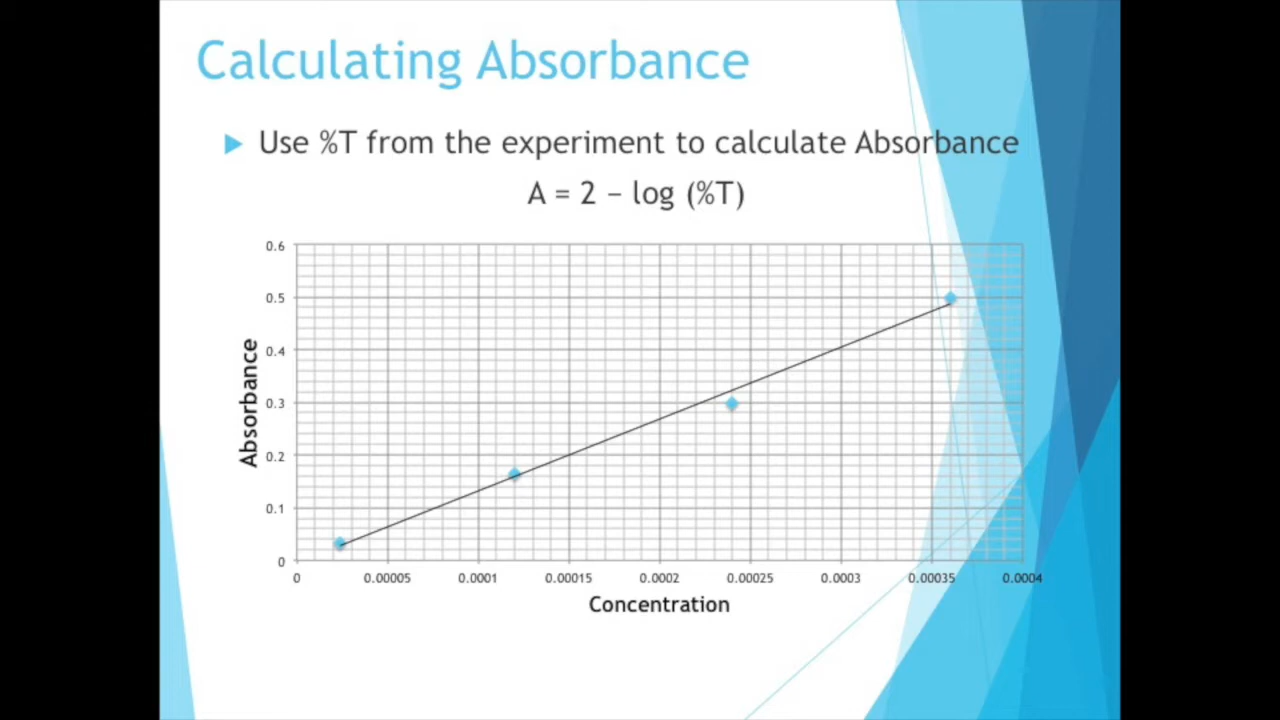 Calculating Absorbance
Use %T from the experiment to calculate Absorbance
A = 2 – log (%T)
0.6
0.5
0.4
0.3
0.2
0.1
0
Absorbance
0 0.00005 0.0001 0.00015 0.0002 0.00025 0.0003 0.00035 0.0004
Concentration